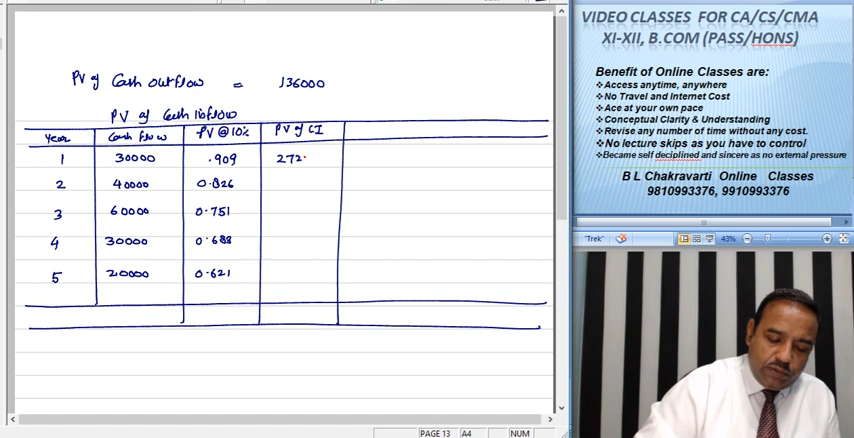 PV of Cash outflow = 136000
PV of Cash Inflow
Year Cash flow PV @ 10% PV of CI
1 30000 .909 272.
2 40000 0.826
3 60000 0.751
4 30000 0.688
5 20000 0.621
PAGE 13 A4 NUM
VIDEO CLASSES FOR CA/CS/CMA
XI-XII, B.COM (PASS/HONS)
Benefit of Online Classes are:
❖Access anytime, anywhere
❖No Travel and Internet Cost
❖Ace at your own pace
❖Conceptual Clarity & Understanding
❖Revise any number of time without any cost.
❖No lecture skips as you have to control
❖Became self deciplined and sincere as no external pressure
B L Chakravarti Online Classes
9810993376, 9910993376
"Trek" 43%